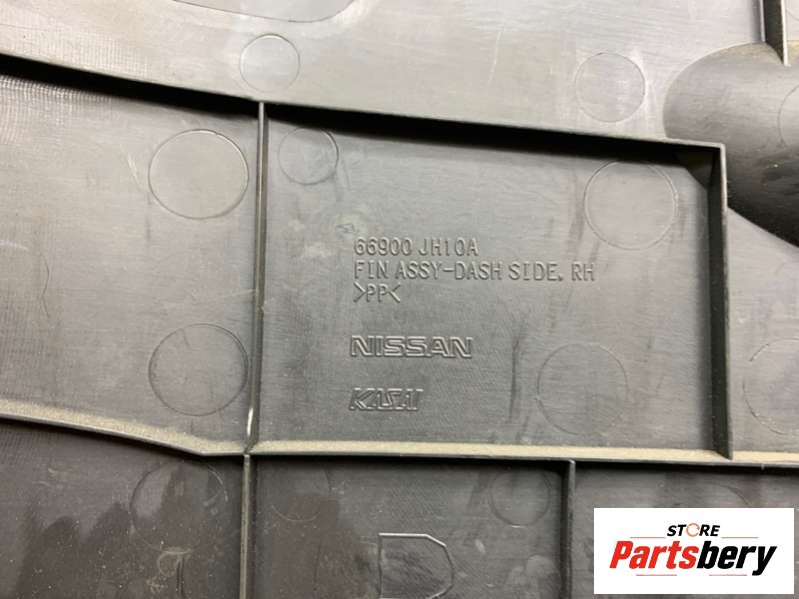 66900 JH10A
FIN ASSY-DASH SIDE, RH
>PP<
NISSAN
KASAI
D
STORE
Partsbery